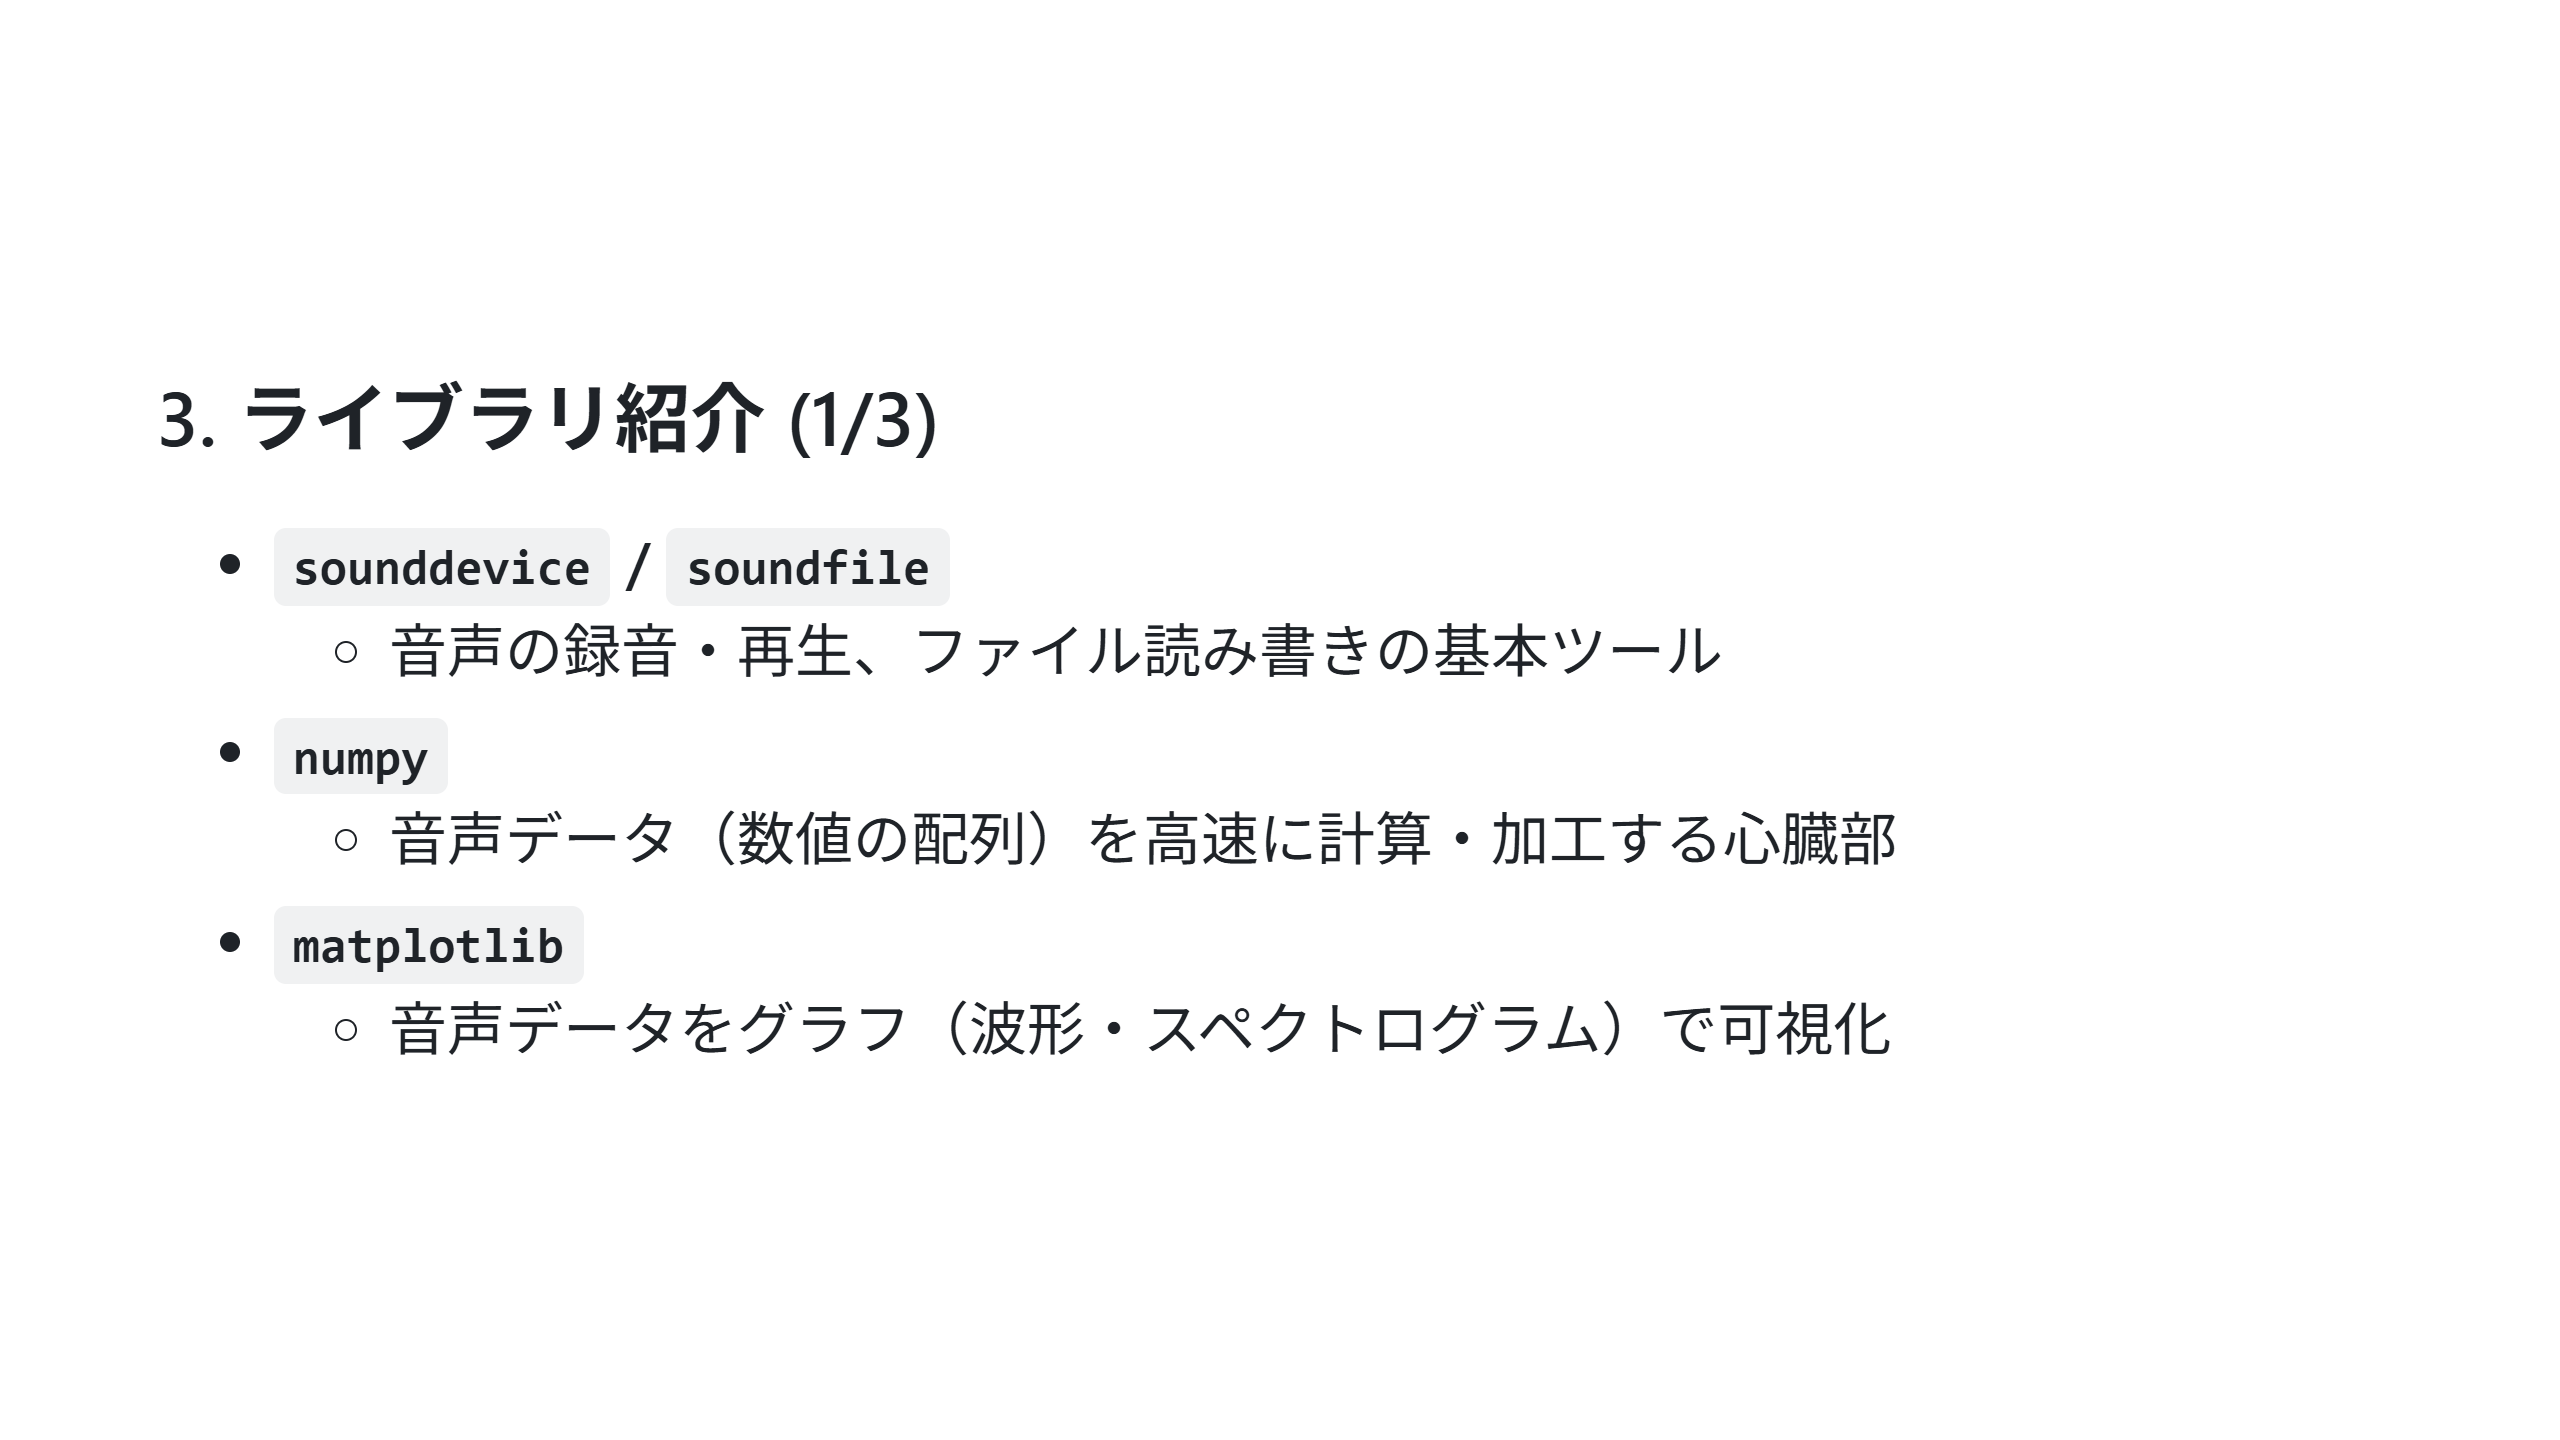 3. ライブラリ紹介 (1/3)
sounddevice / soundfile
音声の録音・再生、ファイル読み書きの基本ツール
numpy
音声データ（数値の配列）を高速に計算・加工する心臓部
matplotlib
音声データをグラフ（波形・スペクトログラム）で可視化